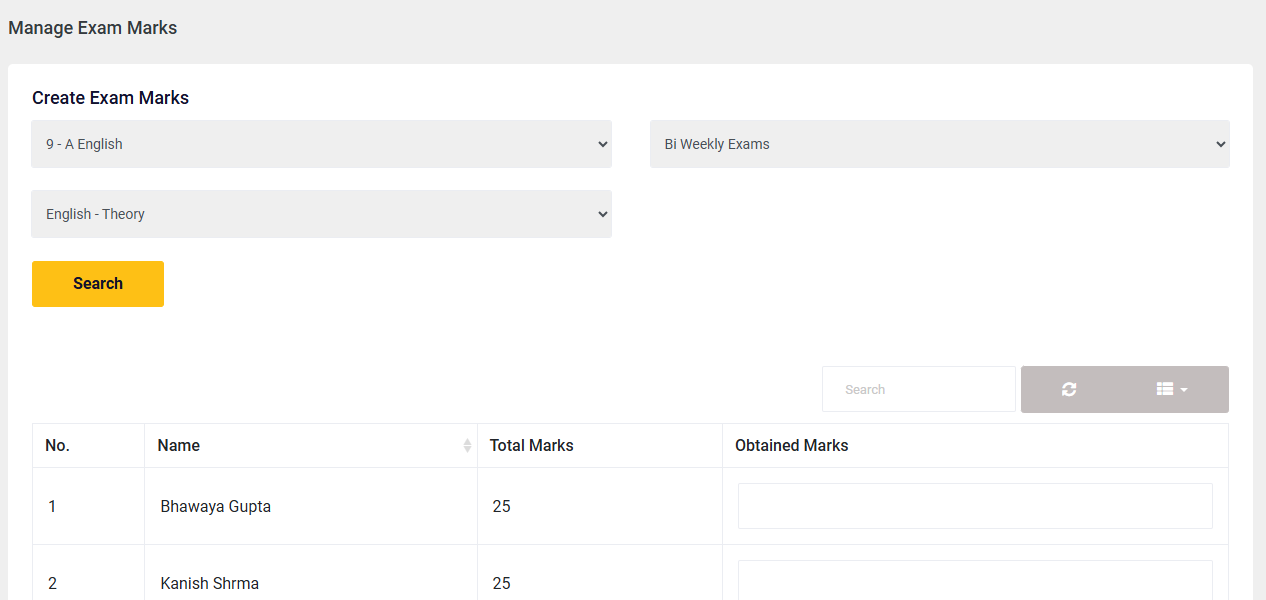 Manage Exam Marks
Create Exam Marks
9 - A English
Bi Weekly Exams
English - Theory
Search
Search
No. Name Total Marks Obtained Marks
1 Bhawaya Gupta 25
2 Kanish Shrma 25